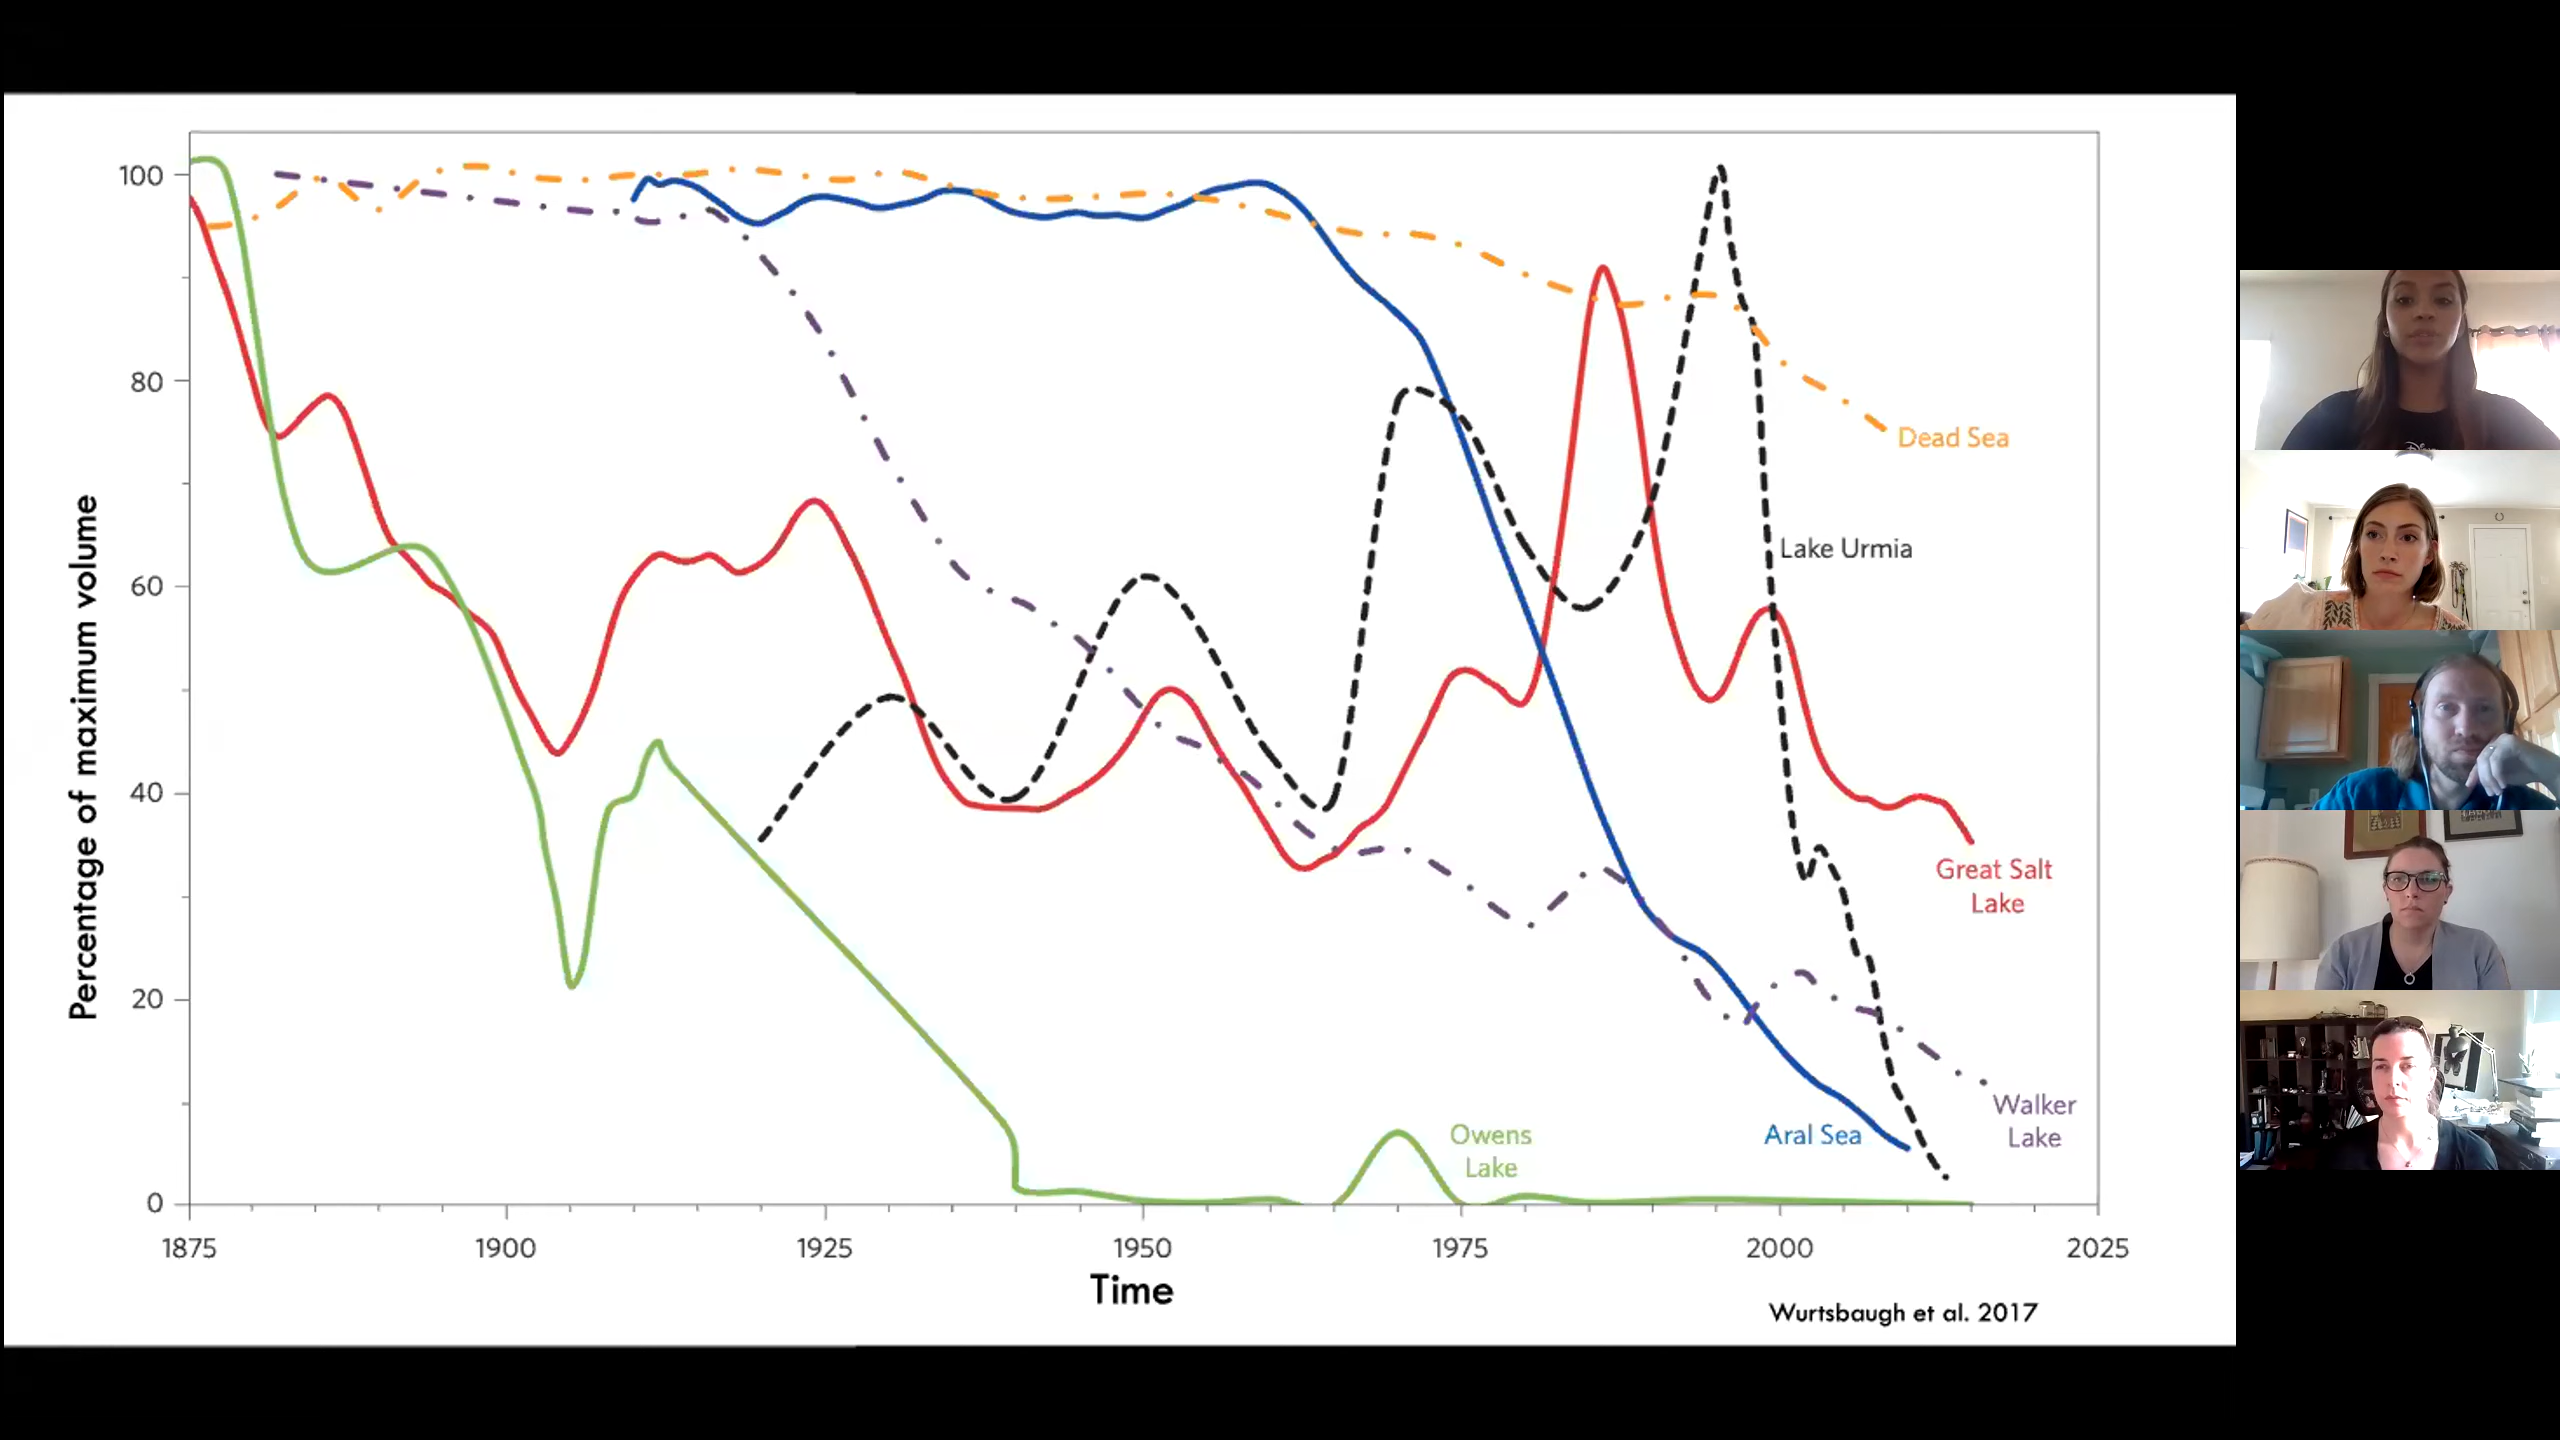 100
80
60
40
20
0
Percentage of maximum volume
1875
1900
1925
1950
1975
2000
2025
Time
Dead Sea
Lake Urmia
Great Salt
Lake
Walker
Lake
Aral Sea
Owens
Lake
Wurtsbaugh et al. 2017